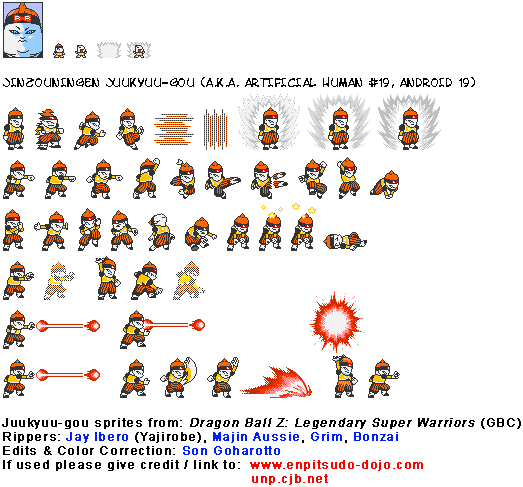 JINZOUNINGEN JUUKYUU-GOU (A.K.A. ARTIFICIAL HUMAN #19, ANDROID 19)
Juukyuu-gou sprites from: Dragon Ball Z: Legendary Super Warriors (GBC)
Rippers: Jay Ibero (Yajirobe), Majin Aussie, Grim, Bonzai
Edits & Color Correction: Son Goharotto
If used please give credit / link to: www.enpitsudo-dojo.com
unp.cjb.net